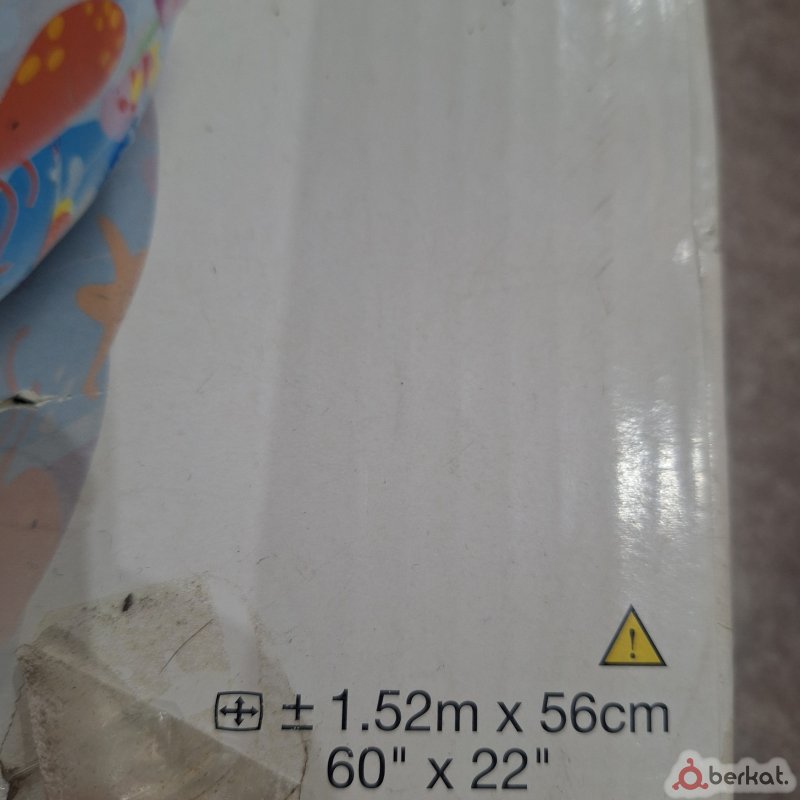 ± 1.52m x 56cm
60" x 22"
berkat.